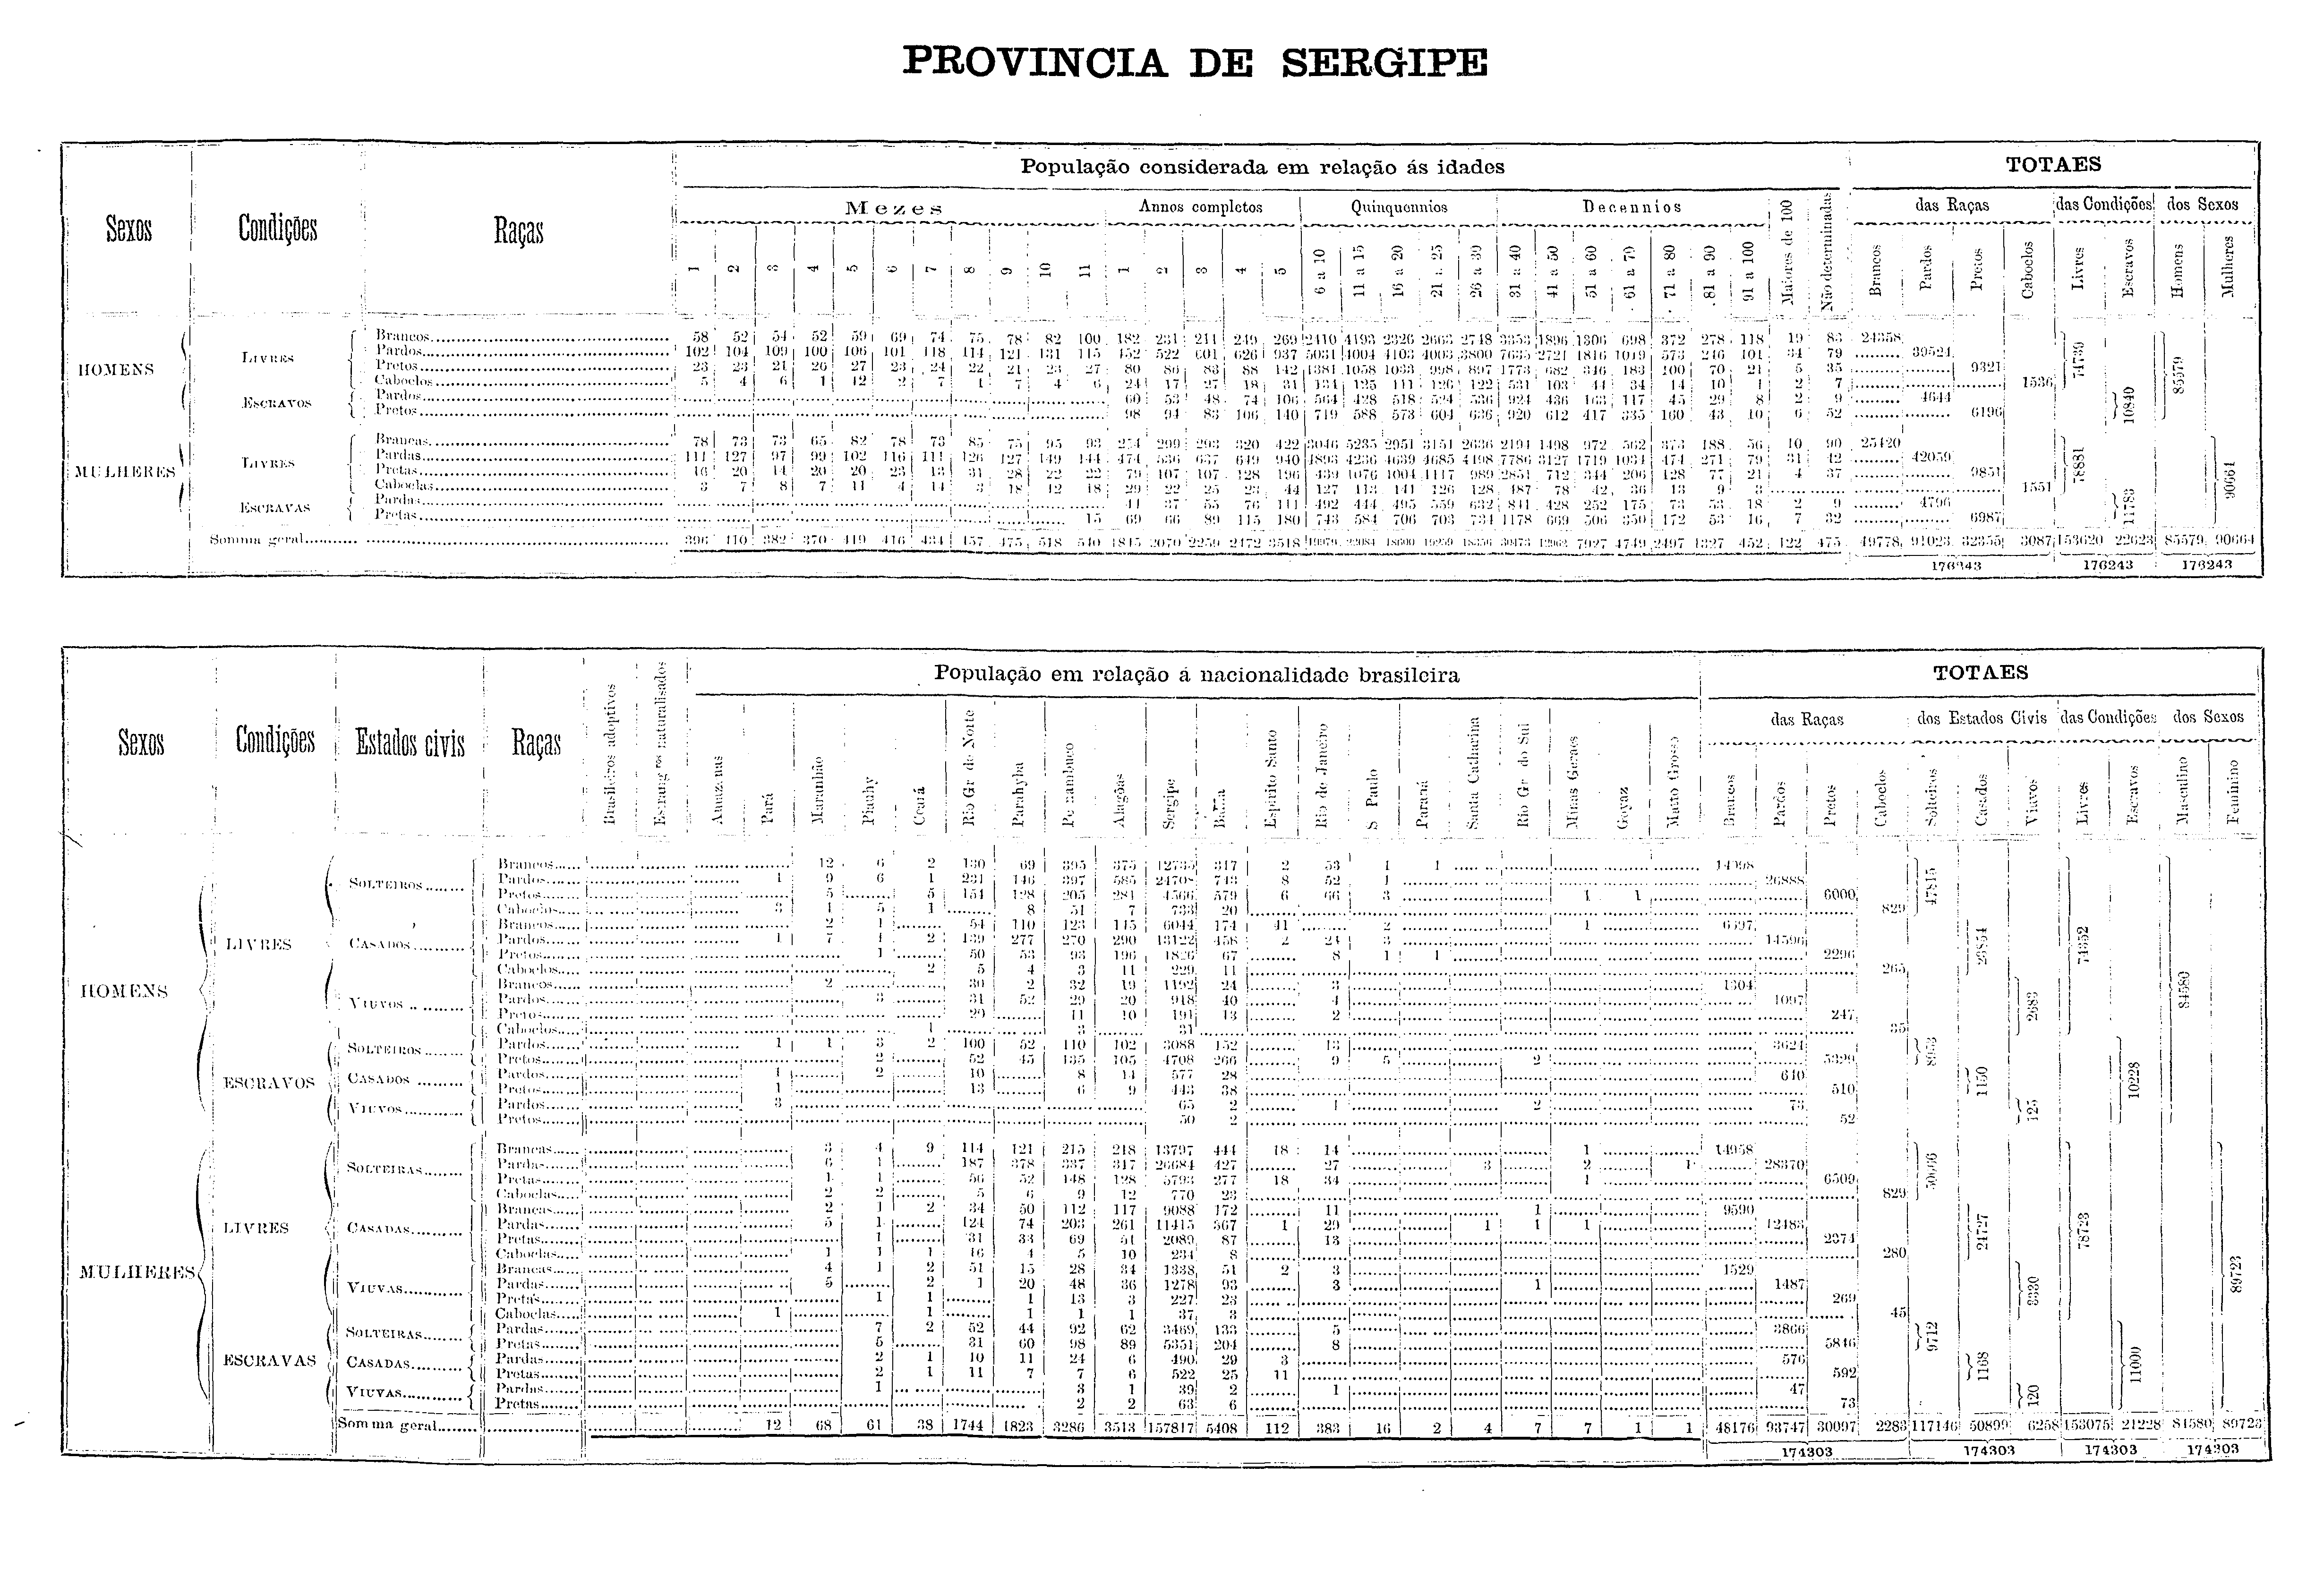 PROVINCIA DE SERGIPE
População considerada em relação ás idades
TOTAES
Sexos
Condições
Raças
Mezes
Annos completos
Quinquennios
Decennios
Maiores de 100
Não determinadas
das Raças
das Condições
dos Sexos
1 2 3 4 5 6 7 8 9 10 11 1 2 3 4 5 6 a 10 11 a 15 16 a 20 21 a 25 26 a 30 31 a 40 41 a 50 51 a 60 61 a 70 71 a 80 81 a 90 91 a 100
Brancos Pardos Pretos Caboclos Livres Escravos Homens Mulheres
HOMENS
LIVRES
Brancos 58 52 54 52 59 69 74 75 78 82 100 182 231 211 249 269 2410 4193 2326 2663 2748 3353 1896 1306 698 372 278 118 19 83 24358
Pardos 102 104 109 100 106 101 118 114 121 131 115 452 522 601 626 937 5031 4004 4103 4003 3800 7635 2721 1816 1019 573 246 101 34 79 39524
Pretos 23 23 21 26 27 23 24 22 21 23 27 80 86 83 88 142 1381 1058 1033 998 897 1773 682 346 183 100 70 21 5 35 9321
Caboclos 5 4 6 1 12 2 7 1 7 4 6 24 17 27 18 31 134 125 111 126 122 531 103 44 34 14 10 1 2 7 1536
74739
ESCRAVOS
Pardos 60 53 48 74 106 564 428 518 524 536 924 436 163 117 45 29 8 2 9 4644
Pretos 98 94 83 106 140 719 588 573 604 636 920 612 417 335 160 43 10 6 52 6196
10840
85579
MULHERES
LIVRES
Brancas 78 73 73 65 82 78 73 85 75 95 93 254 299 293 320 422 3046 5235 2951 3151 2636 2191 1498 972 562 373 188 56 10 90 25420
Pardas 111 127 97 99 102 116 111 126 127 149 144 474 536 637 649 940 4893 4236 4639 4685 4198 7786 3127 1719 1034 474 271 79 31 42 42059
Pretas 16 20 14 20 20 23 13 31 28 22 22 79 107 107 128 196 439 1076 1004 1117 989 2851 712 344 206 128 77 21 4 37 9851
Caboclas 3 7 8 7 11 4 14 3 18 12 18 29 22 25 23 44 127 113 141 126 128 487 78 42 36 13 9 3 1551
78881
ESCRAVAS
Pardas 41 37 55 76 111 492 444 495 559 632 841 428 252 175 73 53 18 2 9 4796
Pretas 15 69 66 89 115 180 743 584 706 703 734 1178 669 506 350 172 53 16 7 32 6987
11783
90664
Somma geral 396 410 382 370 419 416 434 457 475 518 540 1815 2070 2259 2472 3518 19979 22084 18600 19259 18356 30473 12962 7927 4749 2497 1327 452 122 475 49778 91023 32355 3087 153620 22623 85579 90664
176243 176243 176243
População em relação á nacionalidade brasileira
TOTAES
Sexos
Condições
Estados civis
Raças
das Raças
dos Estados Civis
das Condições
dos Sexos
Brasileiros adoptivos
Estrang.ros naturalisados
Amazonas Pará Maranhão Piauhy Ceará Rio Gr. do Norte Parahyba Pernambuco Alagôas Sergipe Bahia Espirito Santo Rio de Janeiro S Paulo Paraná Santa Catharina Rio Gr do Sul Minas Geraes Goyaz Matto Grosso
Brancos Pardos Pretos Caboclos Solteiros Casados Viuvos Livres Escravos Masculino Feminino
HOMENS
LIVRES
SOLTEIROS
Brancos 12 6 2 130 69 395 375 12735 317 2 53 1 1 14098
Pardos 1 9 6 1 231 146 397 585 24708 743 8 52 1 26888
Pretos 5 5 154 128 205 281 4566 579 6 66 3 1 1 6000
Caboclos 3 1 5 1 8 51 7 733 20 829
47815
CASADOS
Brancos 2 1 54 110 123 115 6044 174 41 2 1 6697
Pardos 1 7 1 2 139 277 270 290 13122 458 2 24 3 14596
Pretos 1 50 53 93 196 1826 67 8 1 1 2296
Caboclos 2 5 4 3 11 229 11 265
23854
VIUVOS
Brancos 2 30 2 32 19 1192 24 3 1304
Pardos 3 31 52 29 20 918 40 4 1097
Pretos 20 11 10 191 13 2 247
Caboclos 1 3 31 35
2683
74352
ESCRAVOS
SOLTEIROS
Pardos 1 1 3 2 100 52 110 102 3088 152 13 3624
Pretos 2 52 45 135 105 4708 266 9 5 2 5329
8953
CASADOS
Pardos 1 2 10 8 14 577 28 640
Pretos 1 13 6 9 443 38 510
1150
VIUVOS
Pardos 3 65 2 1 2 73
Pretos 50 2 52
125
10228
84580
MULHERES
LIVRES
SOLTEIRAS
Brancas 3 4 9 114 121 215 218 13797 444 18 14 1 14958
Pardas 6 1 187 378 337 317 26684 427 27 3 2 1 28370
Pretas 1 1 56 52 148 128 5793 277 18 34 1 6509
Caboclas 2 2 5 6 9 12 770 23 829
50666
CASADAS
Brancas 2 1 2 34 50 112 117 9088 172 11 1 9590
Pardas 5 1 124 74 203 261 11415 367 1 29 1 1 1 12483
Pretas 1 31 33 69 51 2089 87 13 2374
Caboclas 1 1 1 16 4 5 10 234 8 280
24727
VIUVAS
Brancas 4 1 2 51 15 28 34 1338 51 2 3 1529
Pardas 5 2 1 20 48 36 1278 93 3 1 1487
Pretas 1 1 1 13 3 227 23 269
Caboclas 1 1 1 1 1 37 3 45
3330
78723
ESCRAVAS
SOLTEIRAS
Pardas 7 2 52 44 92 62 3469 133 5 3866
Pretas 5 31 60 98 89 5351 204 8 5846
9712
CASADAS
Pardas 2 1 10 11 24 6 490 29 3 576
Pretas 2 1 11 7 7 6 522 25 11 592
1168
VIUVAS
Pardas 1 3 1 39 2 1 47
Pretas 2 2 63 6 73
120
11000
89723
Somma geral 12 68 61 38 1744 1823 3286 3513 157817 5408 112 383 16 2 4 7 7 1 1 48176 93747 30097 2283 117146 50899 6258 153075 21228 84580 89723
174303 174303 174303 174303